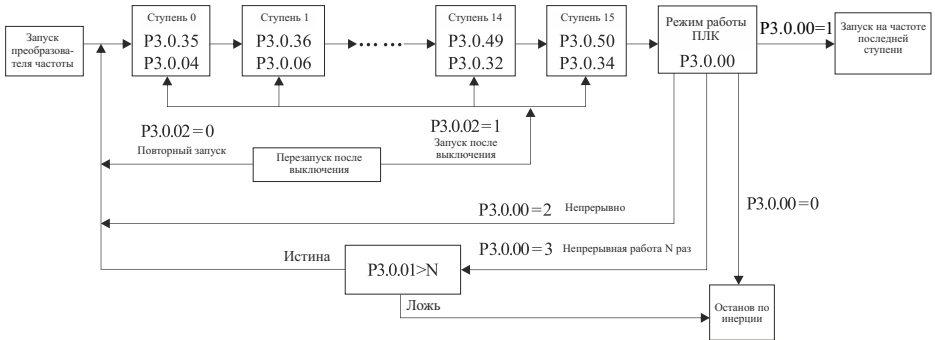 Запуск
преобразова-
теля частоты
Ступень 0
P3.0.35
P3.0.04
Ступень 1
P3.0.36
P3.0.06
Ступень 14
P3.0.49
P3.0.32
Ступень 15
P3.0.50
P3.0.34
Режим работы
ПЛК
P3.0.00
P3.0.00=1
Запуск на частоте
последней
ступени
P3.0.02=0
Повторный запуск
Перезапуск после
выключения
P3.0.02=1
Запуск после
выключения
P3.0.00=2 Непрерывно
P3.0.00=0
P3.0.00=3 Непрерывная работа N раз
Истина
P3.0.01>N
Ложь
Останов по
инерции